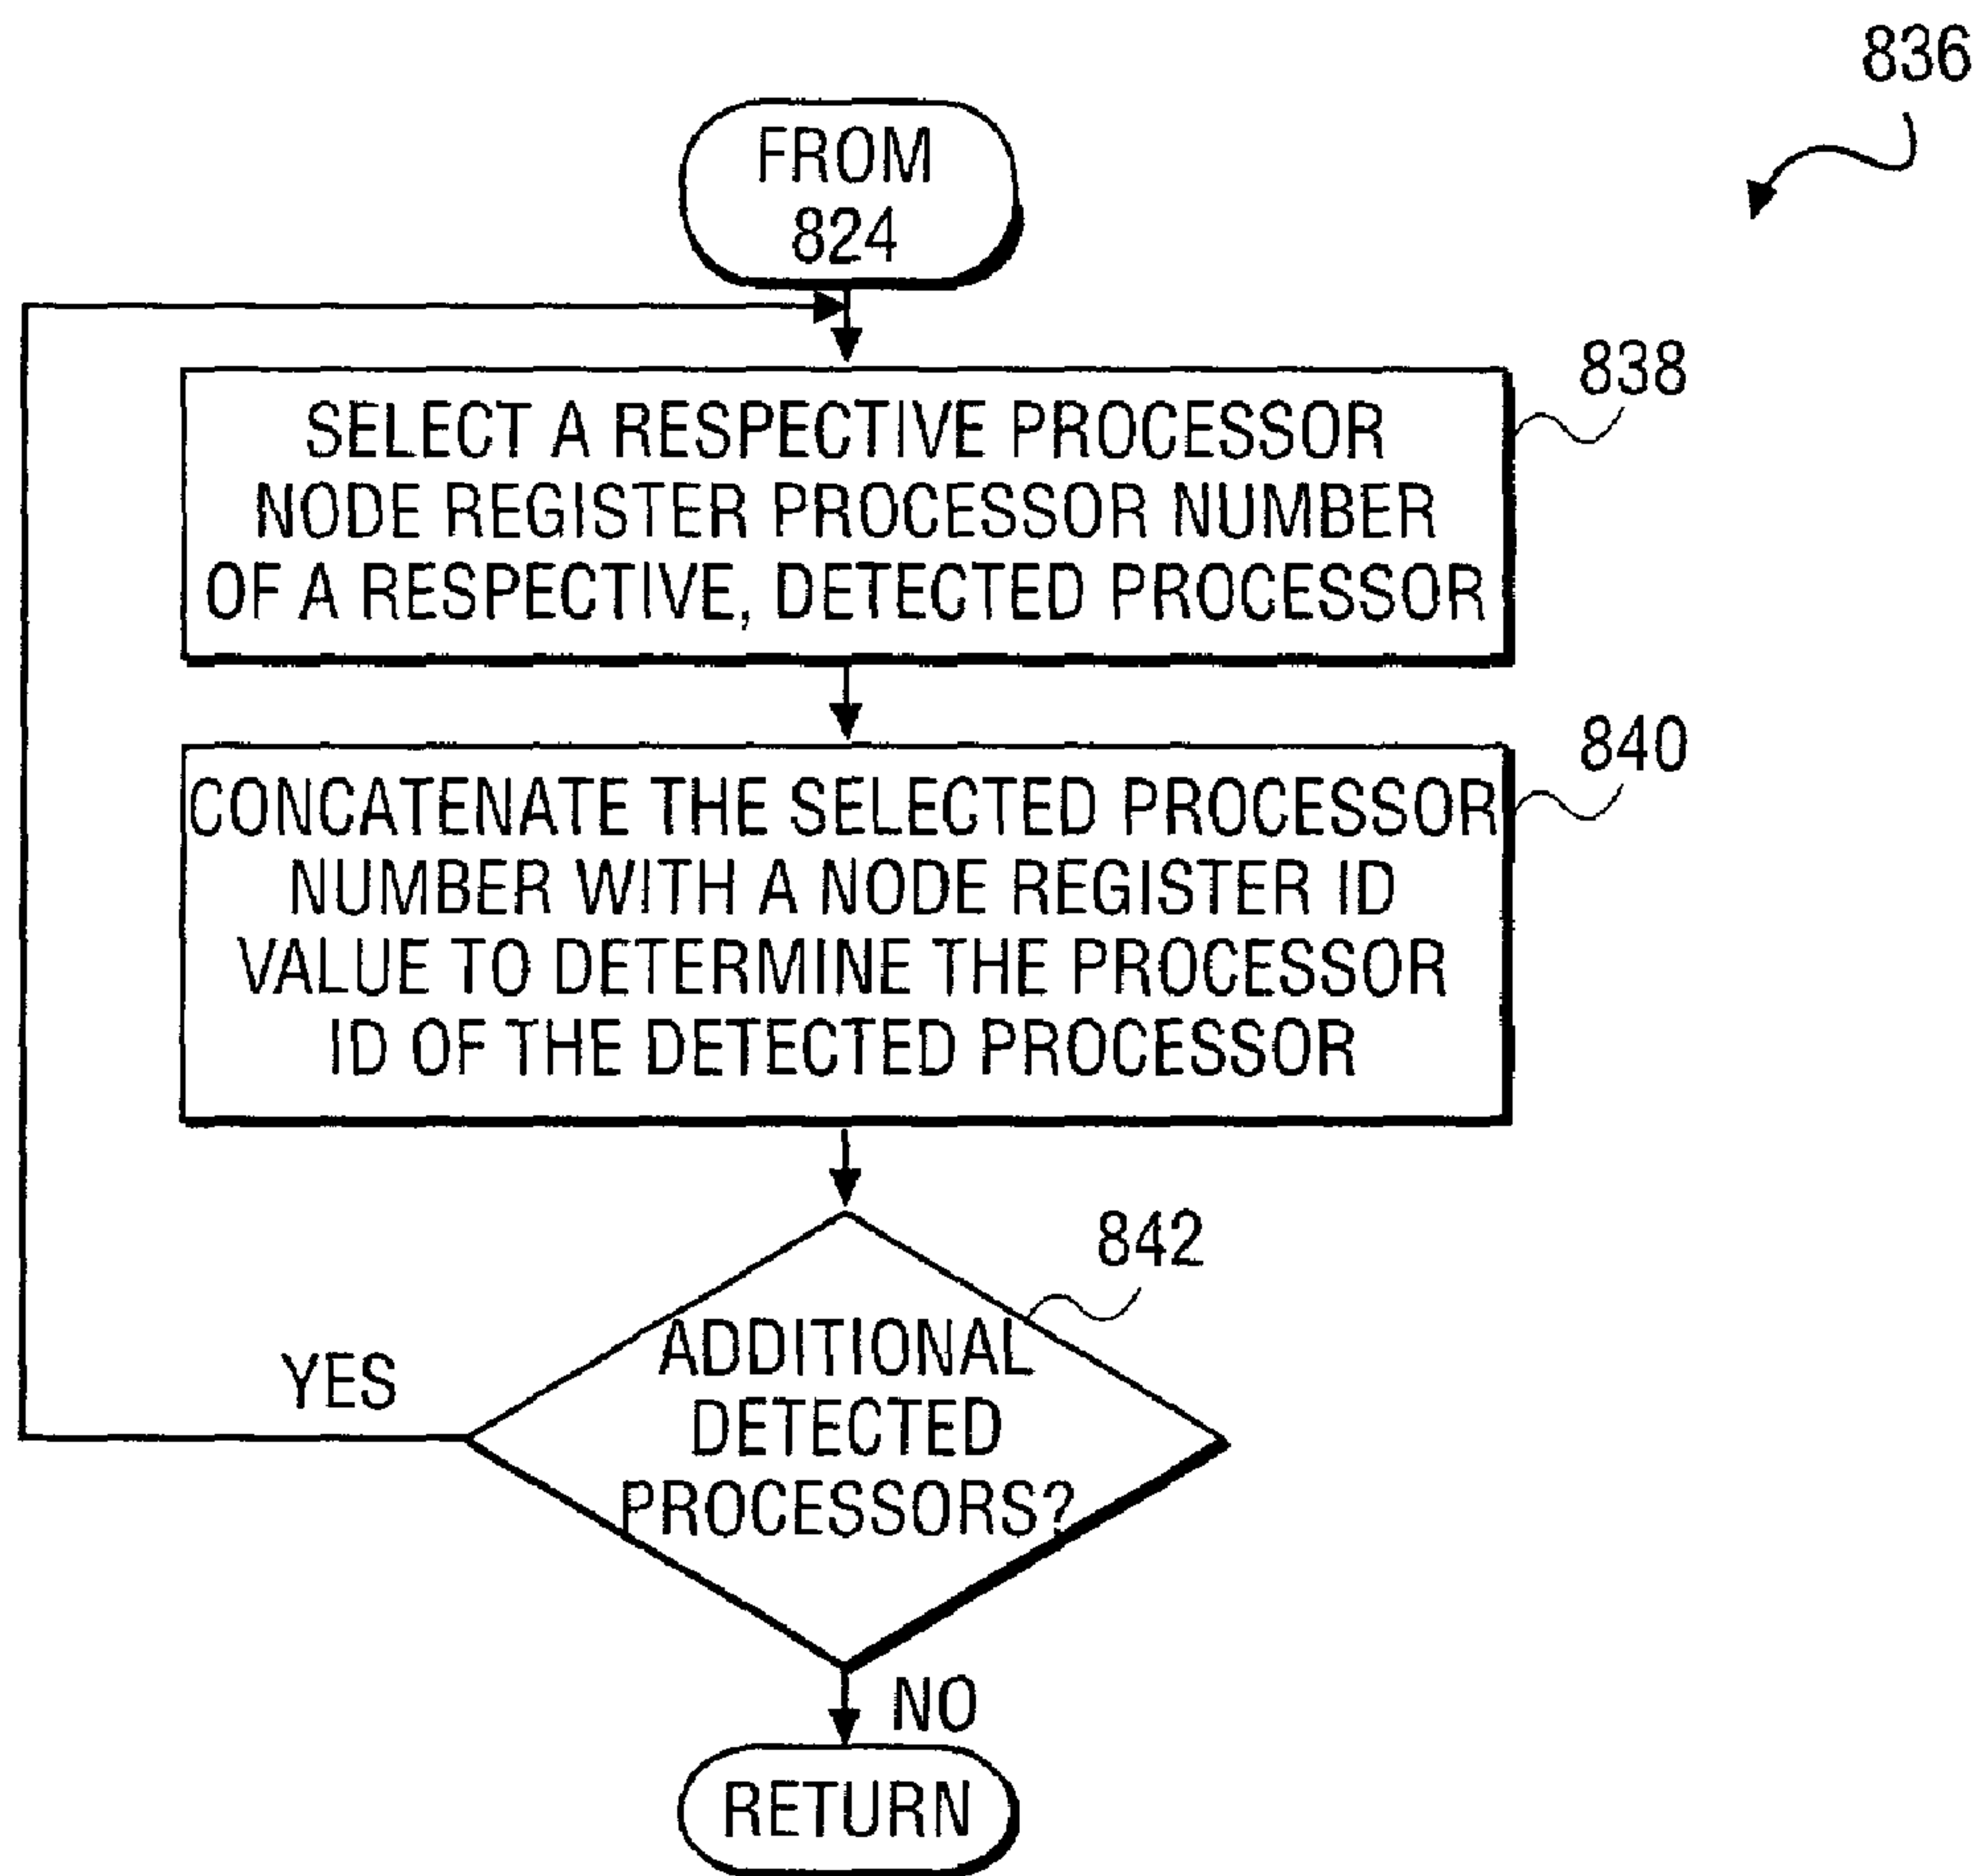 836
FROM
824
838
SELECT A RESPECTIVE PROCESSOR
NODE REGISTER PROCESSOR NUMBER
OF A RESPECTIVE, DETECTED PROCESSOR
840
CONCATENATE THE SELECTED PROCESSOR
NUMBER WITH A NODE REGISTER ID
VALUE TO DETERMINE THE PROCESSOR
ID OF THE DETECTED PROCESSOR
842
ADDITIONAL
DETECTED
PROCESSORS?
YES
NO
RETURN